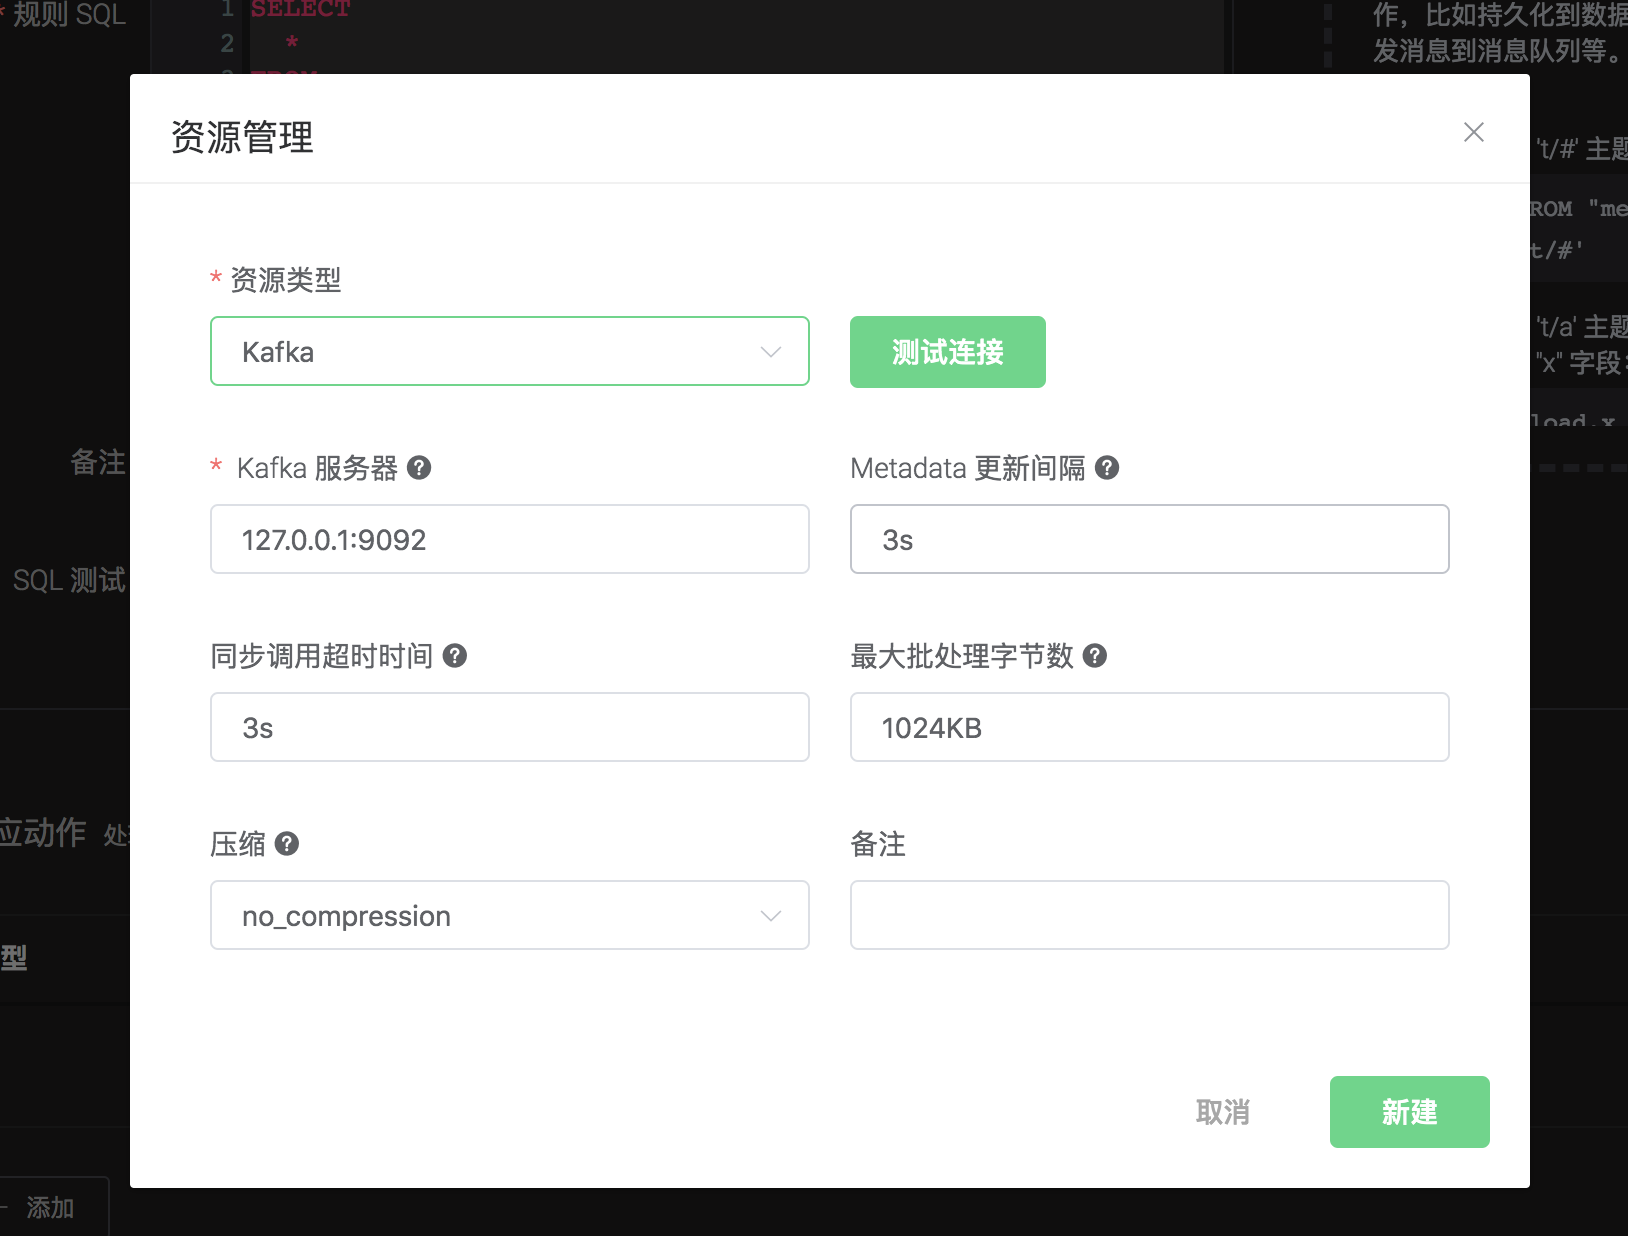 * 规则 SQL
1 SELECT
2 *
作，比如持久化到数据
发消息到消息队列等。
资源管理
't/#' 主题
ROM "me
t/#'
* 资源类型
Kafka
测试连接
't/a' 主题
"x" 字段:
load.x
备注
* Kafka 服务器
Metadata 更新间隔
127.0.0.1:9092
3s
SQL 测试
同步调用超时时间
最大批处理字节数
3s
1024KB
应动作 处
压缩
备注
no_compression
型
取消
新建
添加